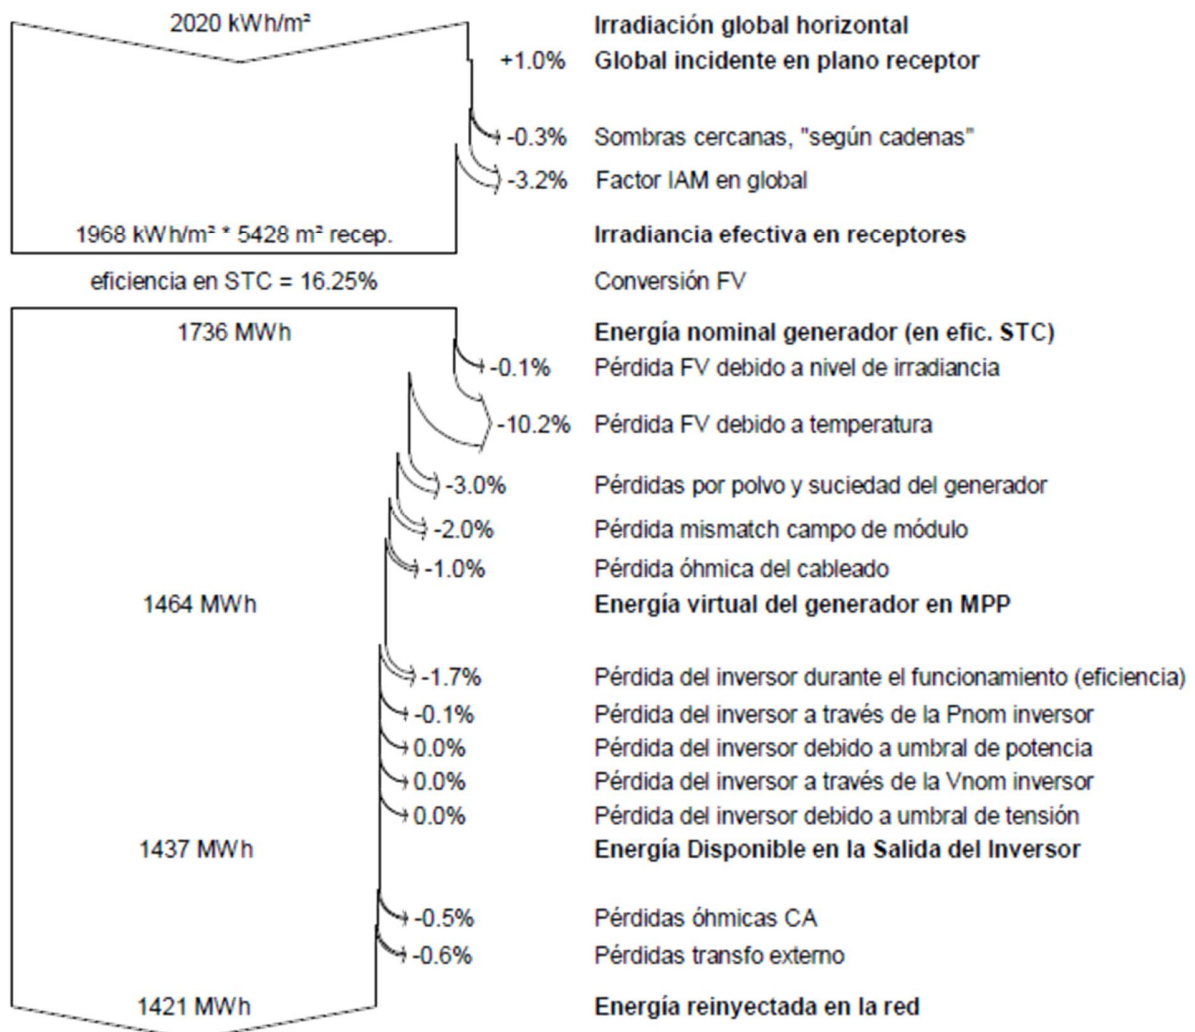 2020 kWh/m² Irradiación global horizontal
+1.0% Global incidente en plano receptor
-0.3% Sombras cercanas, "según cadenas"
-3.2% Factor IAM en global
1968 kWh/m² * 5428 m² recep. Irradiancia efectiva en receptores
eficiencia en STC = 16.25% Conversión FV
1736 MWh Energía nominal generador (en efic. STC)
-0.1% Pérdida FV debido a nivel de irradiancia
-10.2% Pérdida FV debido a temperatura
-3.0% Pérdidas por polvo y suciedad del generador
-2.0% Pérdida mismatch campo de módulo
-1.0% Pérdida óhmica del cableado
1464 MWh Energía virtual del generador en MPP
-1.7% Pérdida del inversor durante el funcionamiento (eficiencia)
-0.1% Pérdida del inversor a través de la Pnom inversor
0.0% Pérdida del inversor debido a umbral de potencia
0.0% Pérdida del inversor a través de la Vnom inversor
0.0% Pérdida del inversor debido a umbral de tensión
1437 MWh Energía Disponible en la Salida del Inversor
-0.5% Pérdidas óhmicas CA
-0.6% Pérdidas transfo externo
1421 MWh Energía reinyectada en la red